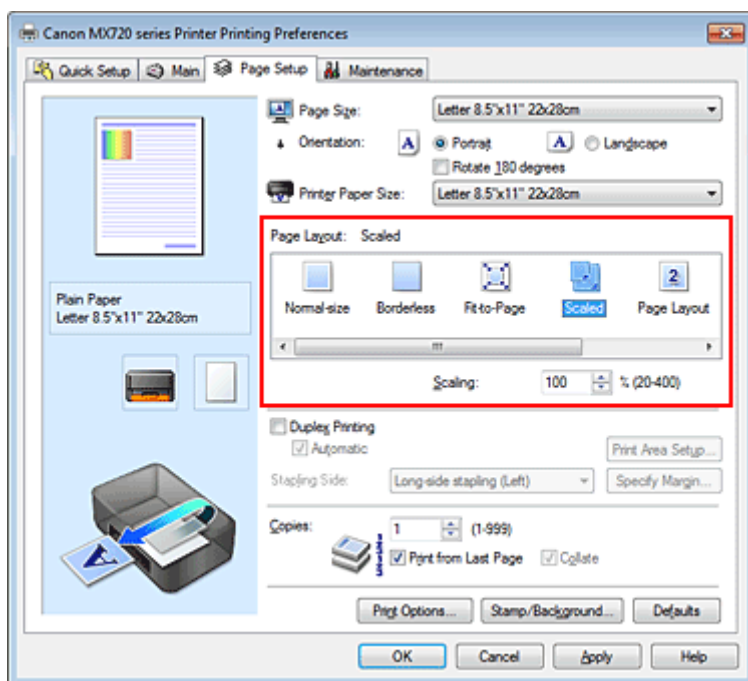 Canon MX720 series Printer Printing Preferences
Quick Setup Main Page Setup Maintenance
Page Size: Letter 8.5"x11" 22x28cm
Orientation: A Portrait A Landscape
Rotate 180 degrees
Printer Paper Size: Letter 8.5"x11" 22x28cm
Page Layout: Scaled
Normal-size Borderless Fit-to-Page Scaled 2 Page Layout
Scaling: 100 % (20-400)
Plain Paper
Letter 8.5"x11" 22x28cm
Duplex Printing
Automatic Print Area Setup...
Stapling Side: Long-side stapling (Left) Specify Margin...
Copies: 1 (1-999)
Print from Last Page Collate
A
Print Options... Stamp/Background... Defaults
OK Cancel Apply Help